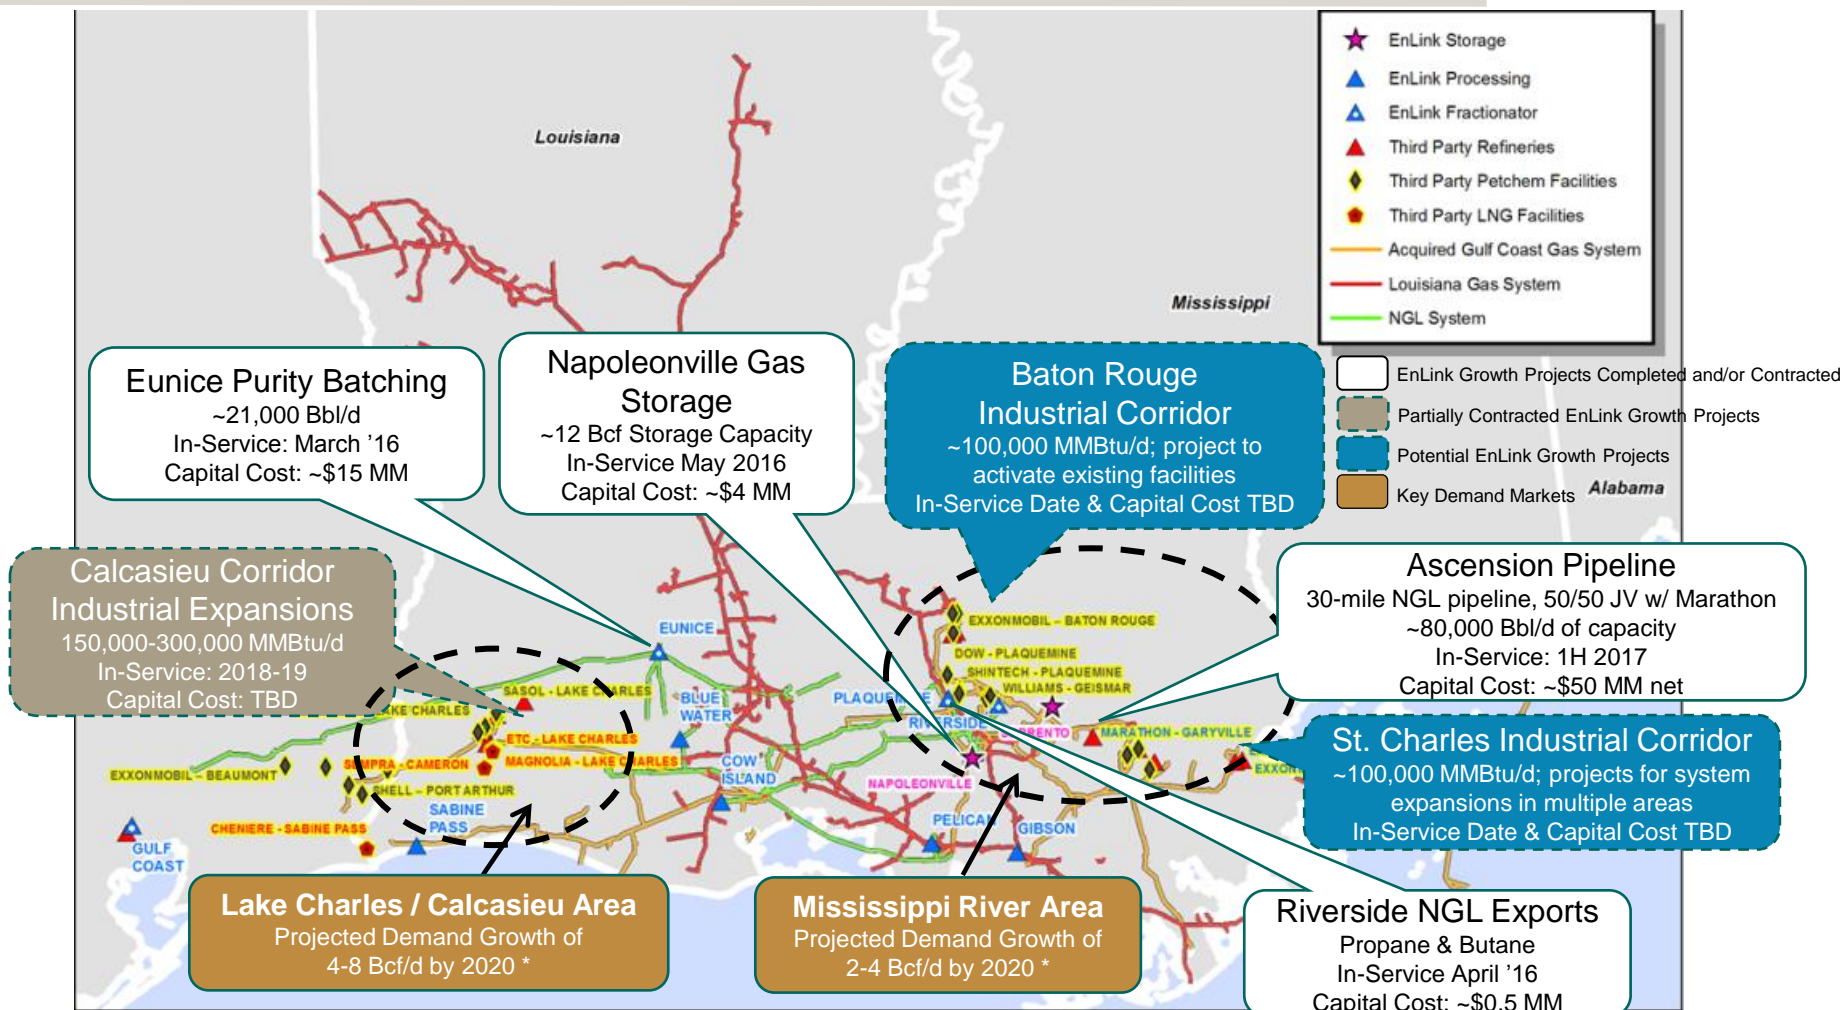 EnLink Storage
EnLink Processing
EnLink Fractionator
Third Party Refineries
Third Party Petchem Facilities
Third Party LNG Facilities
Acquired Gulf Coast Gas System
Louisiana Gas System
NGL System
EnLink Growth Projects Completed and/or Contracted
Partially Contracted EnLink Growth Projects
Potential EnLink Growth Projects
Key Demand Markets
Louisiana
Mississippi
Alabama
Eunice Purity Batching
~21,000 Bbl/d
In-Service: March ’16
Capital Cost: ~$15 MM
Napoleonville Gas
Storage
~12 Bcf Storage Capacity
In-Service May 2016
Capital Cost: ~$4 MM
Baton Rouge
Industrial Corridor
~100,000 MMBtu/d; project to
activate existing facilities
In-Service Date & Capital Cost TBD
Calcasieu Corridor
Industrial Expansions
150,000-300,000 MMBtu/d
In-Service: 2018-19
Capital Cost: TBD
Ascension Pipeline
30-mile NGL pipeline, 50/50 JV w/ Marathon
~80,000 Bbl/d of capacity
In-Service: 1H 2017
Capital Cost: ~$50 MM net
St. Charles Industrial Corridor
~100,000 MMBtu/d; projects for system
expansions in multiple areas
In-Service Date & Capital Cost TBD
EUNICE
EXXONMOBIL – BATON ROUGE
DOW - PLAQUEMINE
SHINTECH - PLAQUEMINE
WILLIAMS - GEISMAR
SASOL - LAKE CHARLES
LAKE CHARLES
BLUE
WATER
PLAQUEMINE
RIVERSIDE
SORRENTO
MARATHON - GARYVILLE
ETC - LAKE CHARLES
SEMPRA - CAMERON
MAGNOLIA - LAKE CHARLES
EXXONMOBIL – BEAUMONT
COW
ISLAND
NAPOLEONVILLE
SHELL – PORT ARTHUR
SABINE
PASS
CHENIERE - SABINE PASS
PELICAN
GIBSON
GULF
COAST
Lake Charles / Calcasieu Area
Projected Demand Growth of
4-8 Bcf/d by 2020 *
Mississippi River Area
Projected Demand Growth of
2-4 Bcf/d by 2020 *
Riverside NGL Exports
Propane & Butane
In-Service April ’16
Capital Cost: ~$0.5 MM